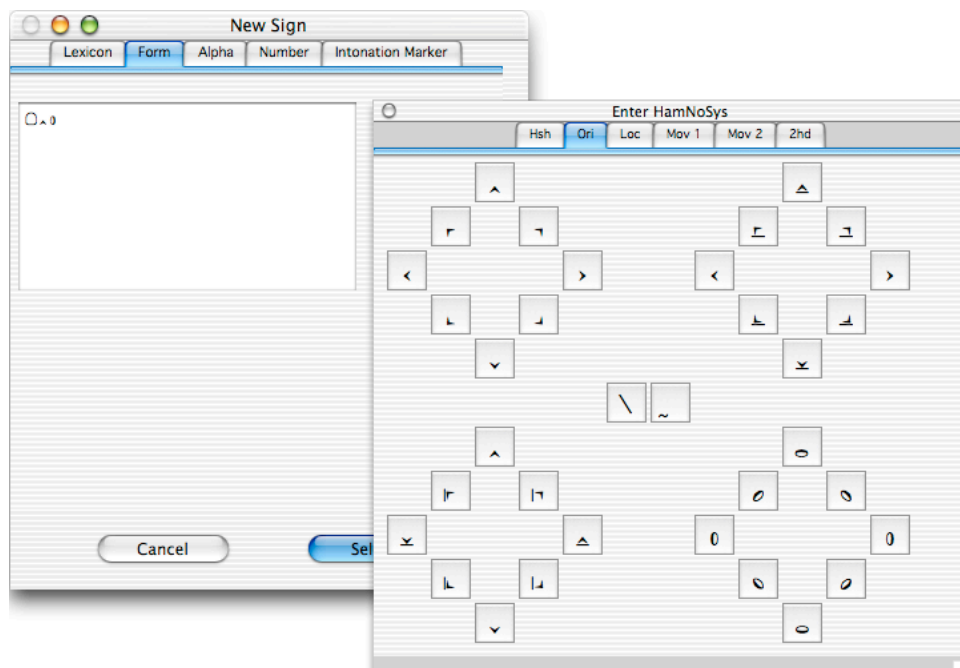 New Sign
Lexicon Form Alpha Number Intonation Marker
Enter HamNoSys
Hsh Ori Loc Mov 1 Mov 2 2hd
\ ~
Cancel
Sel